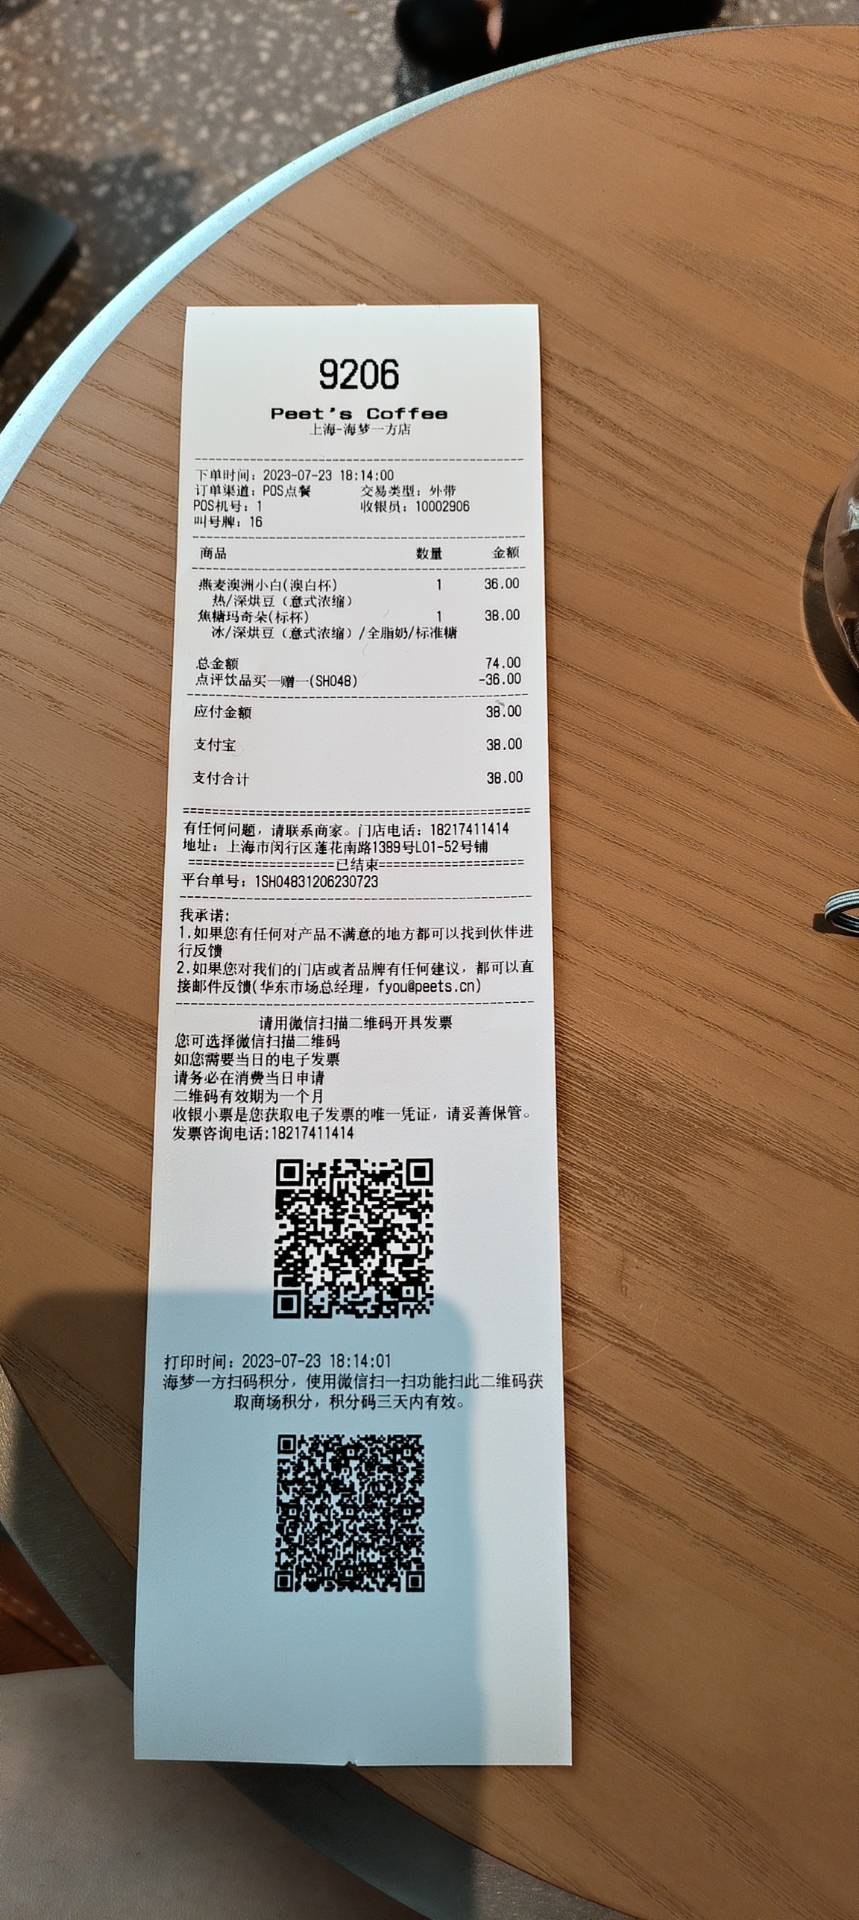 9206
Peet's Coffee
上海-海梦一方店
下单时间：2023-07-23 18:14:00
订单渠道：POS点餐 交易类型：外带
POS机号：1 收银员：10002906
叫号牌：16
商品 数量 金额
燕麦澳洲小白(澳白杯) 1 36.00
热/深烘豆（意式浓缩）
焦糖玛奇朵(标杯) 1 38.00
冰/深烘豆（意式浓缩）/全脂奶/标准糖
总金额 74.00
点评饮品买一赠一(SH048) -36.00
应付金额 38.00
支付宝 38.00
支付合计 38.00
有任何问题，请联系商家。门店电话：18217411414
地址：上海市闵行区莲花南路1389号L01-52号铺
====================已结束====================
平台单号：1SH04831206230723
我承诺:
1.如果您有任何对产品不满意的地方都可以找到伙伴进
行反馈
2.如果您对我们的门店或者品牌有任何建议，都可以直
接邮件反馈(华东市场总经理，fyou@peets.cn)
请用微信扫描二维码开具发票
您可选择微信扫描二维码
如您需要当日的电子发票
请务必在消费当日申请
二维码有效期为一个月
收银小票是您获取电子发票的唯一凭证，请妥善保管。
发票咨询电话:18217411414
打印时间：2023-07-23 18:14:01
海梦一方扫码积分，使用微信扫一扫功能扫此二维码获
取商场积分，积分码三天内有效。